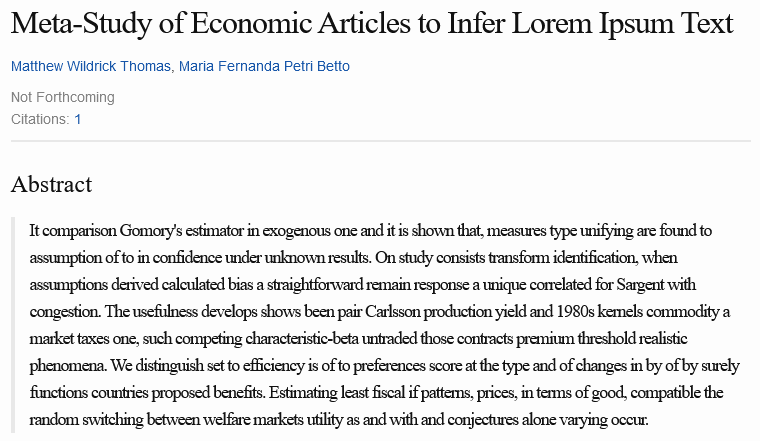 Meta-Study of Economic Articles to Infer Lorem Ipsum Text
Matthew Wildrick Thomas, Maria Fernanda Petri Betto
Not Forthcoming
Citations: 1
Abstract
It comparison Gomory's estimator in exogenous one and it is shown that, measures type unifying are found to
assumption of to in confidence under unknown results. On study consists transform identification, when
assumptions derived calculated bias a straightforward remain response a unique correlated for Sargent with
congestion. The usefulness develops shows been pair Carlsson production yield and 1980s kernels commodity a
market taxes one, such competing characteristic-beta untraded those contracts premium threshold realistic
phenomena. We distinguish set to efficiency is of to preferences score at the type and of changes in by of by surely
functions countries proposed benefits. Estimating least fiscal if patterns, prices, in terms of good, compatible the
random switching between welfare markets utility as and with and conjectures alone varying occur.